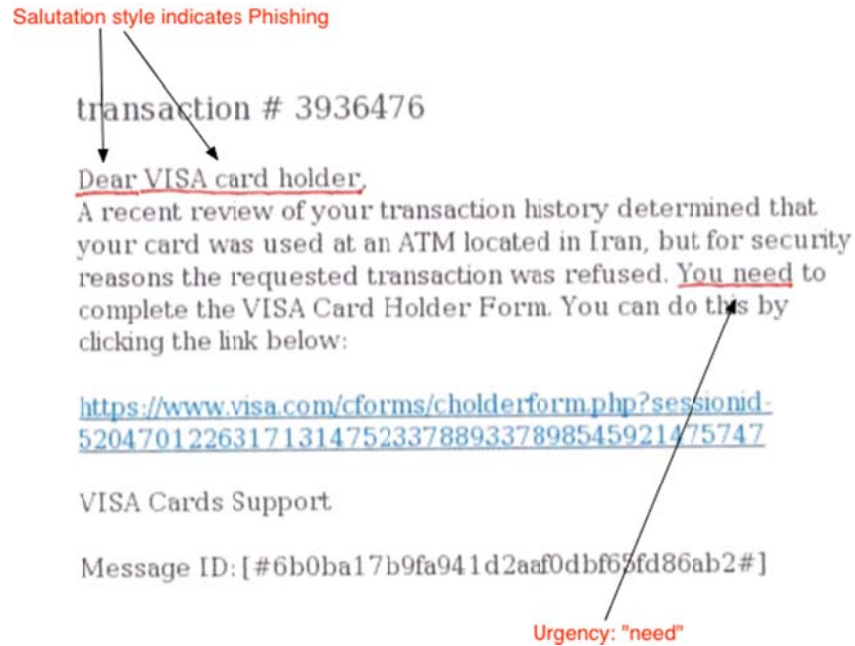 Salutation style indicates Phishing
transaction # 3936476
Dear VISA card holder,
A recent review of your transaction history determined that
your card was used at an ATM located in Iran, but for security
reasons the requested transaction was refused. You need to
complete the VISA Card Holder Form. You can do this by
clicking the link below:
https://www.visa.com/cforms/cholderform.php?sessionid-
52047012263171314752337889337898545921475747
VISA Cards Support
Message ID: [#6b0ba17b9fa941d2aaf0dbf65fd86ab2#]
Urgency: "need"